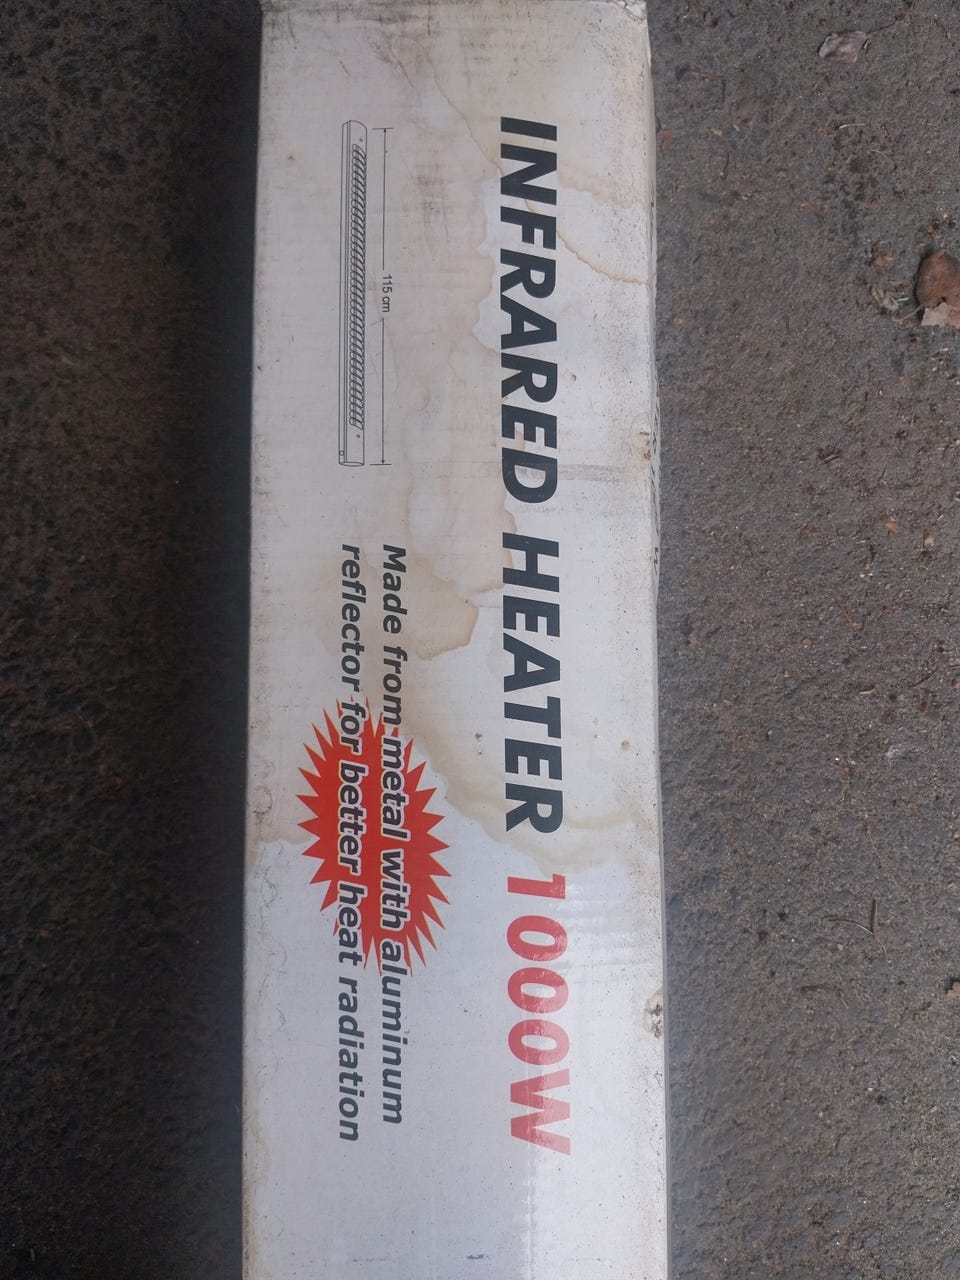 INFRARED HEATER 1000W
115 cm
Made from metal with aluminum
reflector for better heat radiation